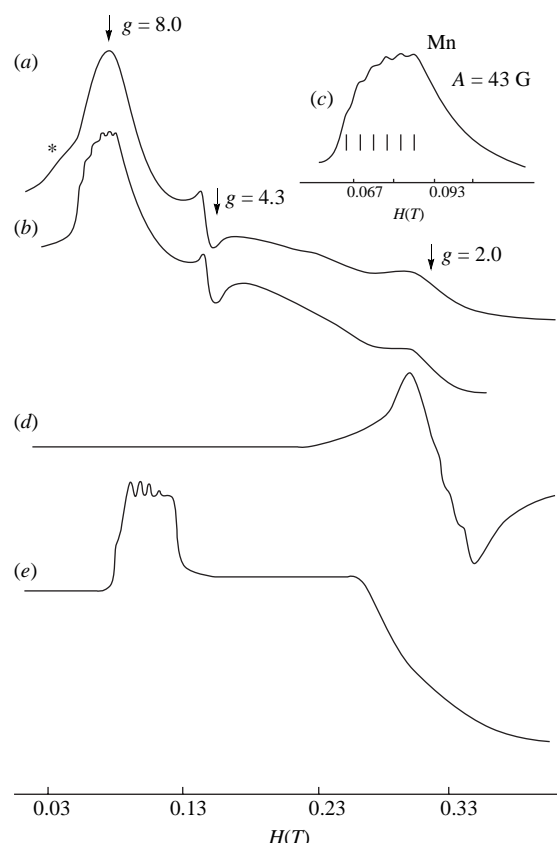 g = 8.0
(a)
*
g = 4.3
(b)
g = 2.0
(c)
Mn
A = 43 G
0.067 0.093
H(T)
(d)
(e)
0.03 0.13 0.23 0.33
H(T)